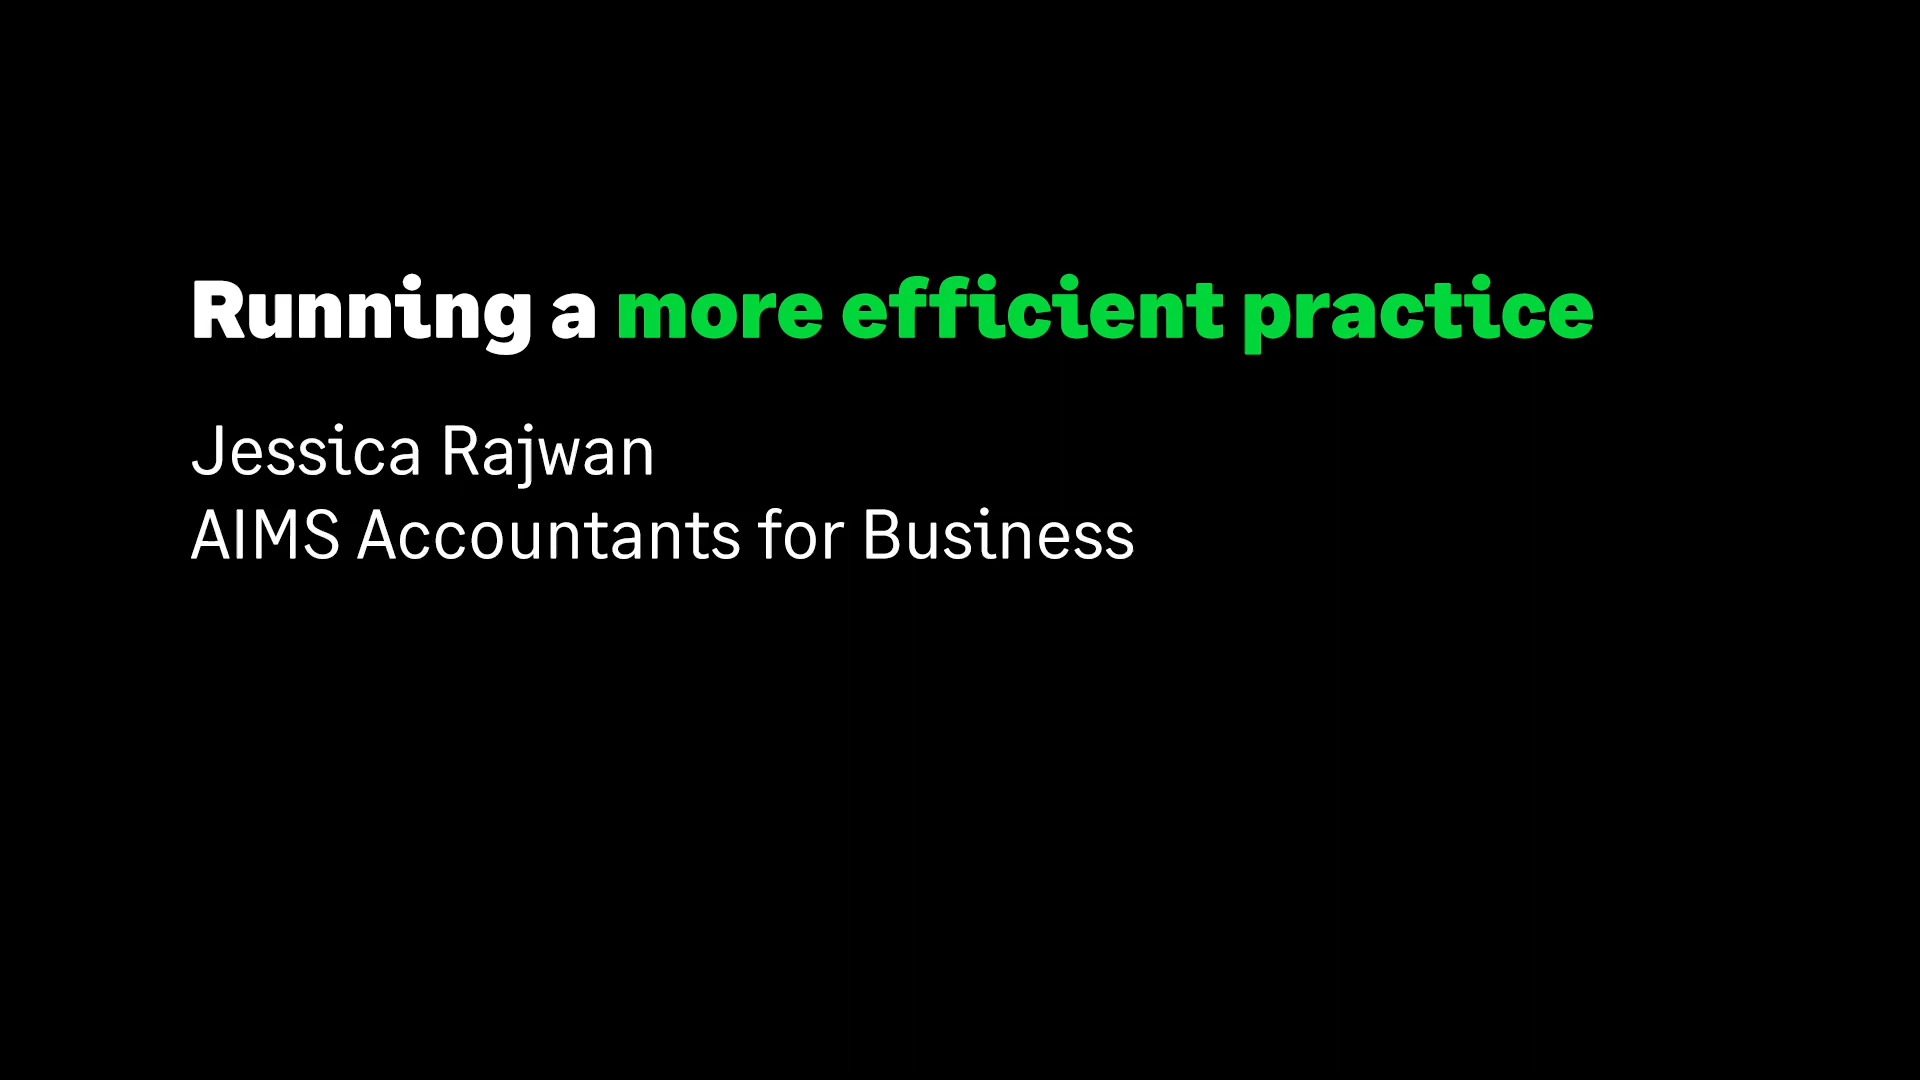 Running a more efficient practice
Jessica Rajwan
AIMS Accountants for Business